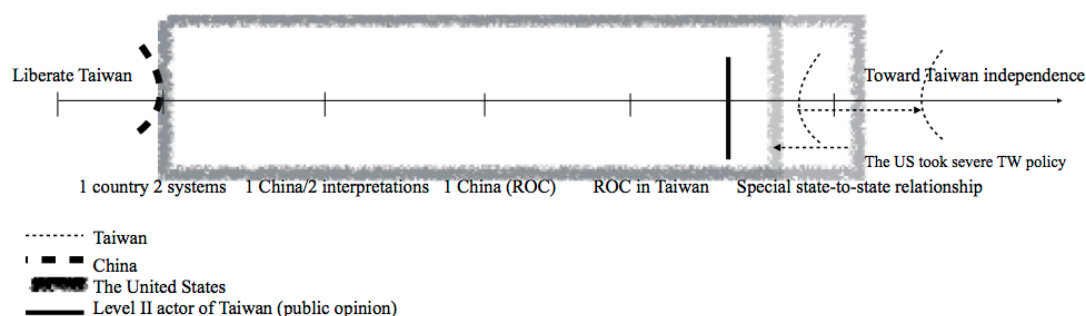 Liberate Taiwan
Toward Taiwan independence
The US took severe TW policy
1 country 2 systems
1 China/2 interpretations
1 China (ROC)
ROC in Taiwan
Special state-to-state relationship
Taiwan
China
The United States
Level II actor of Taiwan (public opinion)